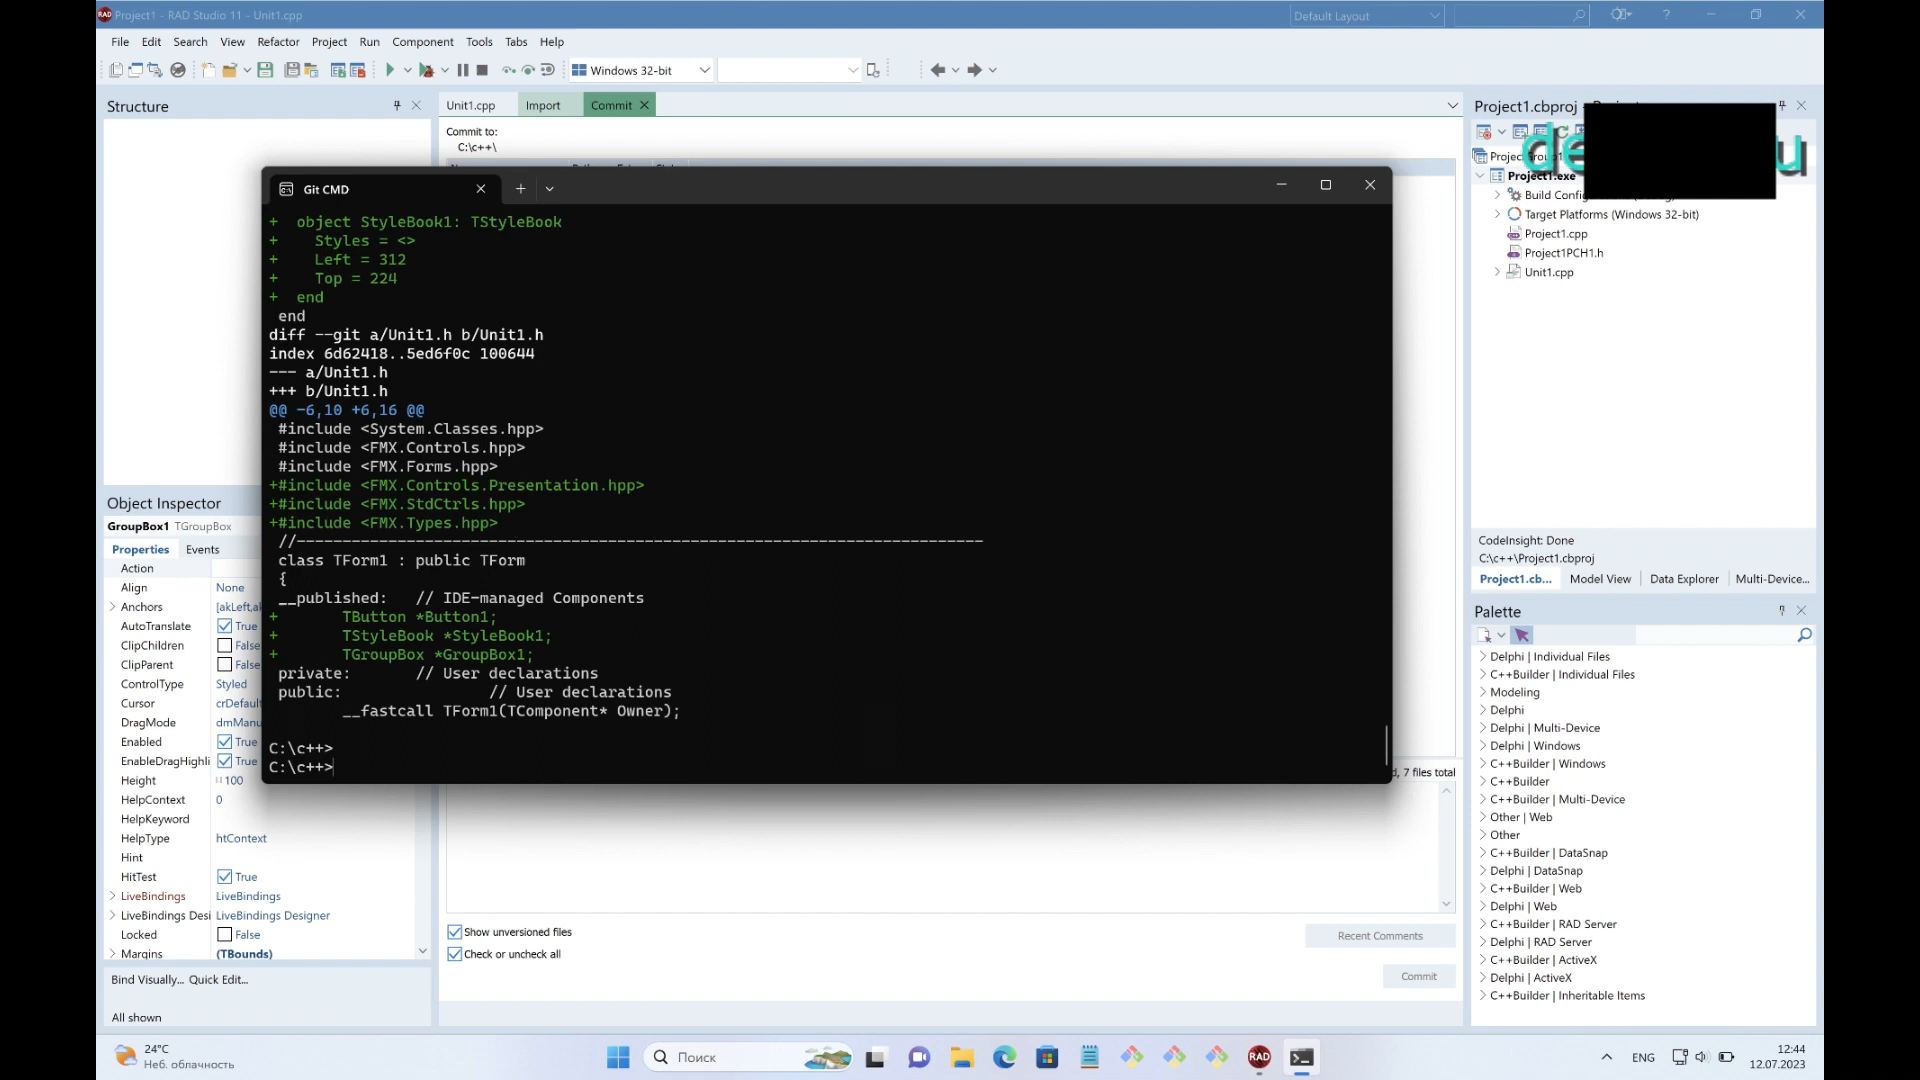 Project1 - RAD Studio 11 - Unit1.cpp
Default Layout
File Edit Search View Refactor Project Run Component Tools Tabs Help
Windows 32-bit
Structure
Unit1.cpp Import Commit
Commit to:
C:\c++\
Git CMD
+ object StyleBook1: TStyleBook
+ Styles = <>
+ Left = 312
+ Top = 224
+ end
end
diff --git a/Unit1.h b/Unit1.h
index 6d62418..5ed6f0c 100644
--- a/Unit1.h
+++ b/Unit1.h
@@ -6,10 +6,16 @@
#include <System.Classes.hpp>
#include <FMX.Controls.hpp>
#include <FMX.Forms.hpp>
+#include <FMX.Controls.Presentation.hpp>
+#include <FMX.StdCtrls.hpp>
+#include <FMX.Types.hpp>
//---------------------------------------------------------------------------
class TForm1 : public TForm
{
__published: // IDE-managed Components
+ TButton *Button1;
+ TStyleBook *StyleBook1;
+ TGroupBox *GroupBox1;
private: // User declarations
public: // User declarations
__fastcall TForm1(TComponent* Owner);
C:\c++>
C:\c++>
Object Inspector
GroupBox1 TGroupBox
Properties Events
Action
Align None
Anchors [akLeft,ak
AutoTranslate True
ClipChildren False
ClipParent False
ControlType Styled
Cursor crDefault
DragMode dmManu
Enabled True
EnableDragHighli True
Height 100
HelpContext 0
HelpKeyword
HelpType htContext
Hint
HitTest True
LiveBindings LiveBindings
LiveBindings Desi LiveBindings Designer
Locked False
Margins (TBounds)
Bind Visually... Quick Edit...
All shown
d, 7 files total
Show unversioned files
Check or uncheck all
Recent Comments
Commit
Project1.cbproj -
Project1.exe
Target Platforms (Windows 32-bit)
Project1.cpp
Project1PCH1.h
Unit1.cpp
CodeInsight: Done
C:\c++\Project1.cbproj
Project1.cb... Model View Data Explorer Multi-Device...
Palette
Delphi | Individual Files
C++Builder | Individual Files
Modeling
Delphi
Delphi | Multi-Device
Delphi | Windows
C++Builder | Windows
C++Builder
C++Builder | Multi-Device
Other | Web
Other
C++Builder | DataSnap
Delphi | DataSnap
C++Builder | Web
Delphi | Web
C++Builder | RAD Server
Delphi | RAD Server
C++Builder | ActiveX
Delphi | ActiveX
C++Builder | Inheritable Items
24°C
Неб. облачность
Поиск
RAD
ENG
12:44
12.07.2023